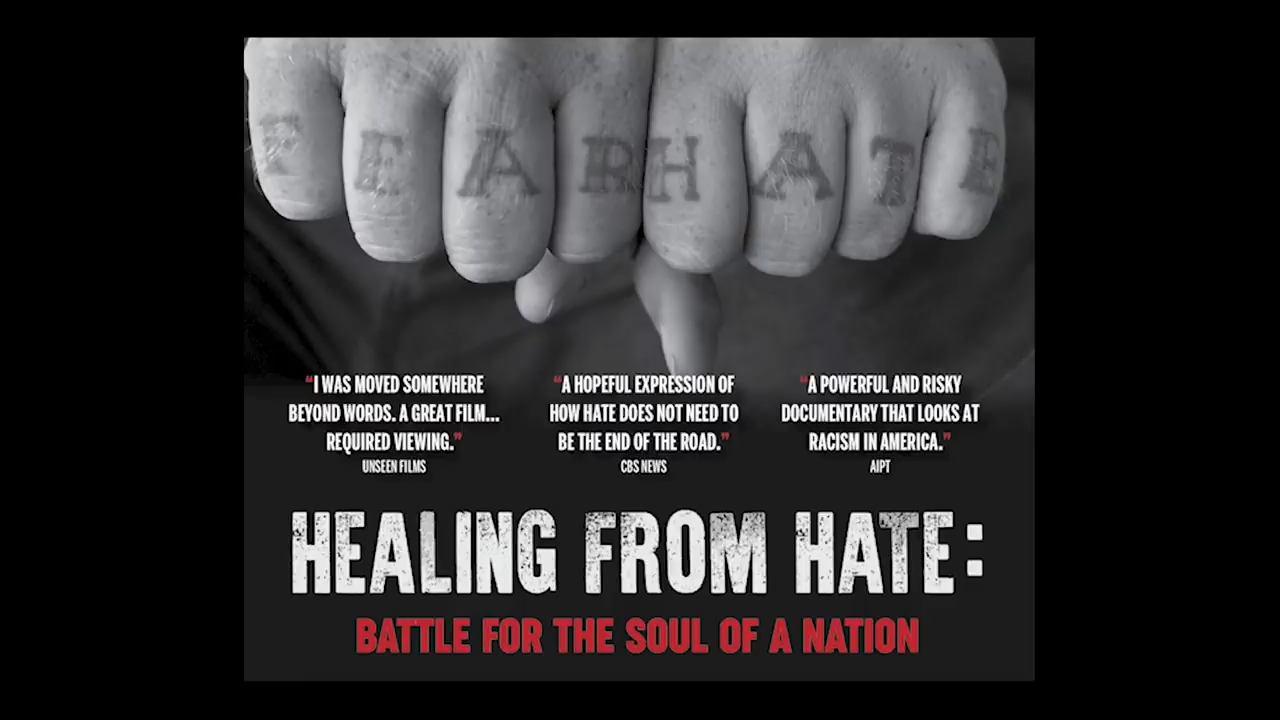 FEAR HATE
“I WAS MOVED SOMEWHERE
BEYOND WORDS. A GREAT FILM...
REQUIRED VIEWING.”
UNSEEN FILMS
“A HOPEFUL EXPRESSION OF
HOW HATE DOES NOT NEED TO
BE THE END OF THE ROAD.”
CBS NEWS
“A POWERFUL AND RISKY
DOCUMENTARY THAT LOOKS AT
RACISM IN AMERICA.”
AIPT
HEALING FROM HATE:
BATTLE FOR THE SOUL OF A NATION